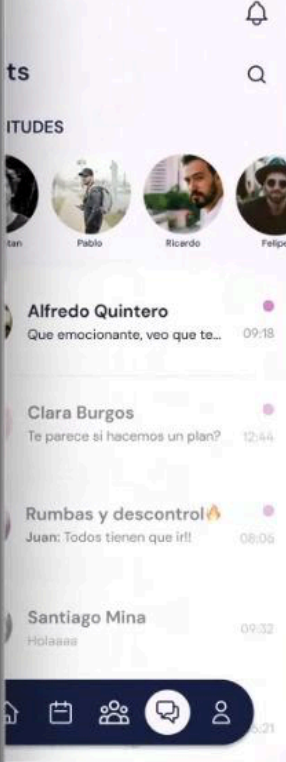 ts
ITUDES
tan Pablo Ricardo Felipe
Alfredo Quintero
Que emocionante, veo que te... 09:18
Clara Burgos
Te parece si hacemos un plan? 12:44
Rumbas y descontrol🔥
Juan: Todos tienen que ir!! 08:06
Santiago Mina
Holaaaa 09:32
6:21